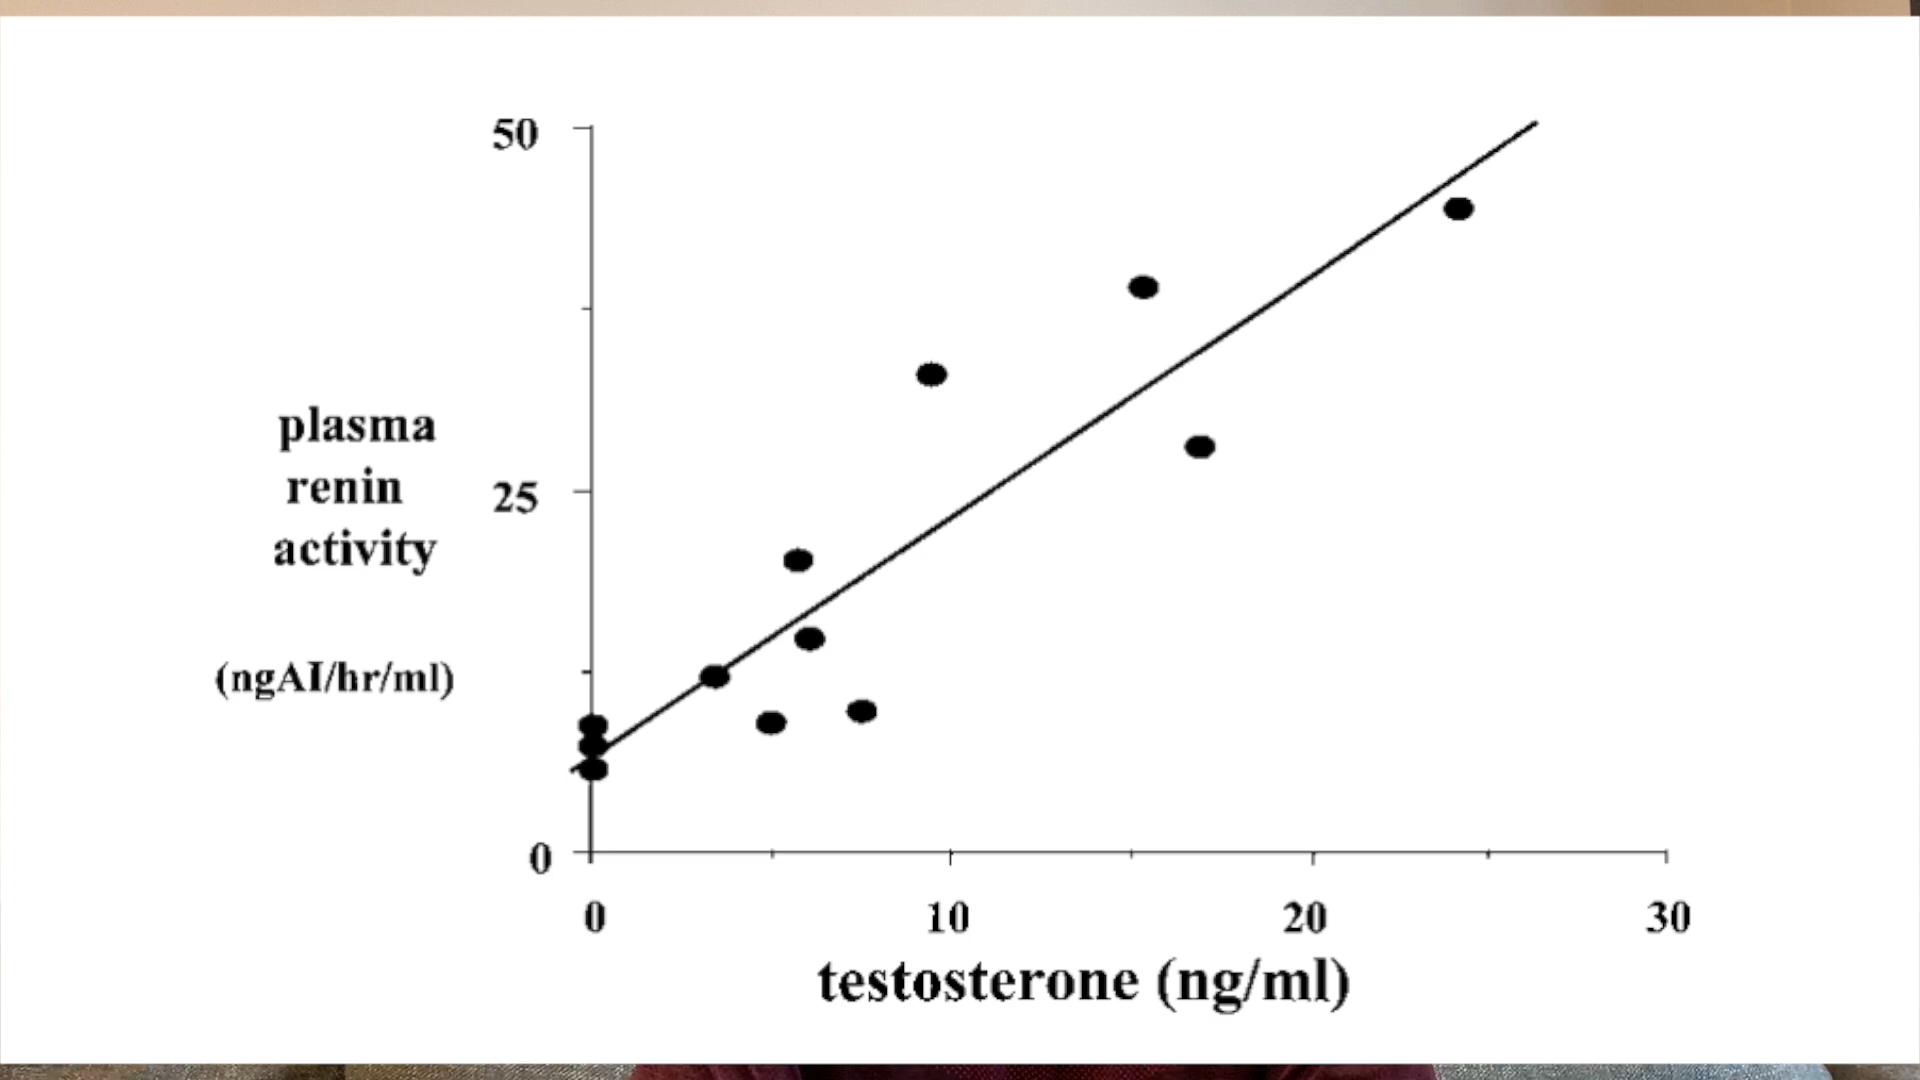 50
plasma
renin
activity
25
(ngAI/hr/ml)
0
0 10 20 30
testosterone (ng/ml)